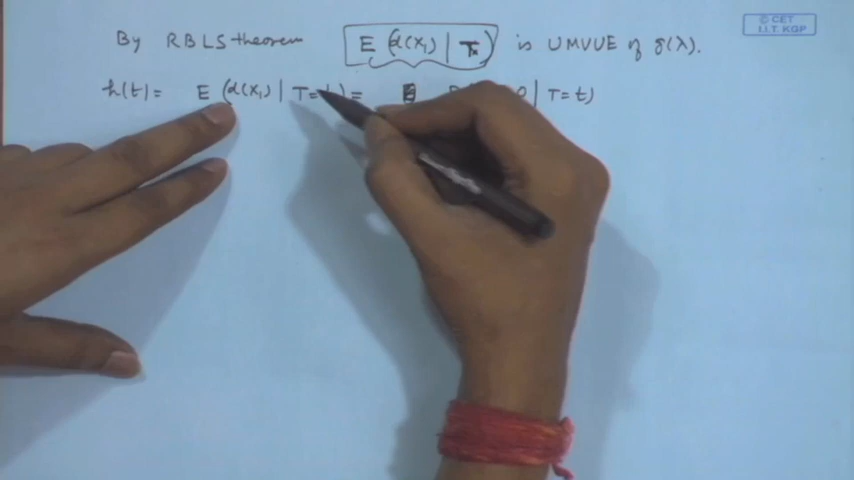 By RBLS theorem E (d(X₁) | T) is UMVUE of g(λ).
h(t) = E (d(X₁) | T = t) = | T = t)
© CET
I.I.T. KGP